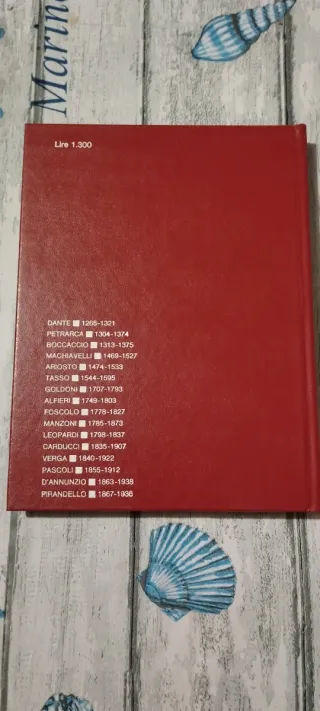 Marine
Lire 1.300
DANTE 1265-1321
PETRARCA 1304-1374
BOCCACCIO 1313-1375
MACHIAVELLI 1469-1527
ARIOSTO 1474-1533
TASSO 1544-1595
GOLDONI 1707-1793
ALFIERI 1749-1803
FOSCOLO 1778-1827
MANZONI 1785-1873
LEOPARDI 1798-1837
CARDUCCI 1835-1907
VERGA 1840-1922
PASCOLI 1855-1912
D'ANNUNZIO 1863-1938
PIRANDELLO 1867-1936